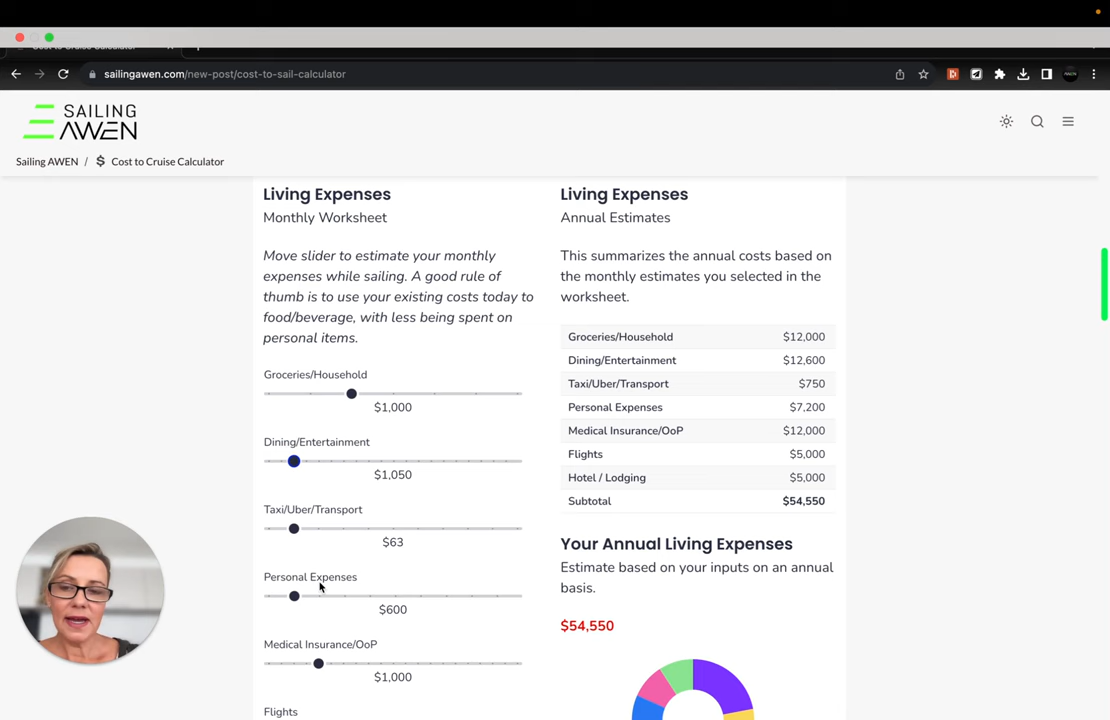 Cost to Cruise Calculator
sailingawen.com/new-post/cost-to-sail-calculator
SAILING
AWEN
Sailing AWEN / $ Cost to Cruise Calculator
Living Expenses
Monthly Worksheet
Move slider to estimate your monthly
expenses while sailing. A good rule of
thumb is to use your existing costs today to
food/beverage, with less being spent on
personal items.
Groceries/Household
$1,000
Dining/Entertainment
$1,050
Taxi/Uber/Transport
$63
Personal Expenses
$600
Medical Insurance/OoP
$1,000
Flights
Living Expenses
Annual Estimates
This summarizes the annual costs based on
the monthly estimates you selected in the
worksheet.
Groceries/Household $12,000
Dining/Entertainment $12,600
Taxi/Uber/Transport $750
Personal Expenses $7,200
Medical Insurance/OoP $12,000
Flights $5,000
Hotel / Lodging $5,000
Subtotal $54,550
Your Annual Living Expenses
Estimate based on your inputs on an annual
basis.
$54,550